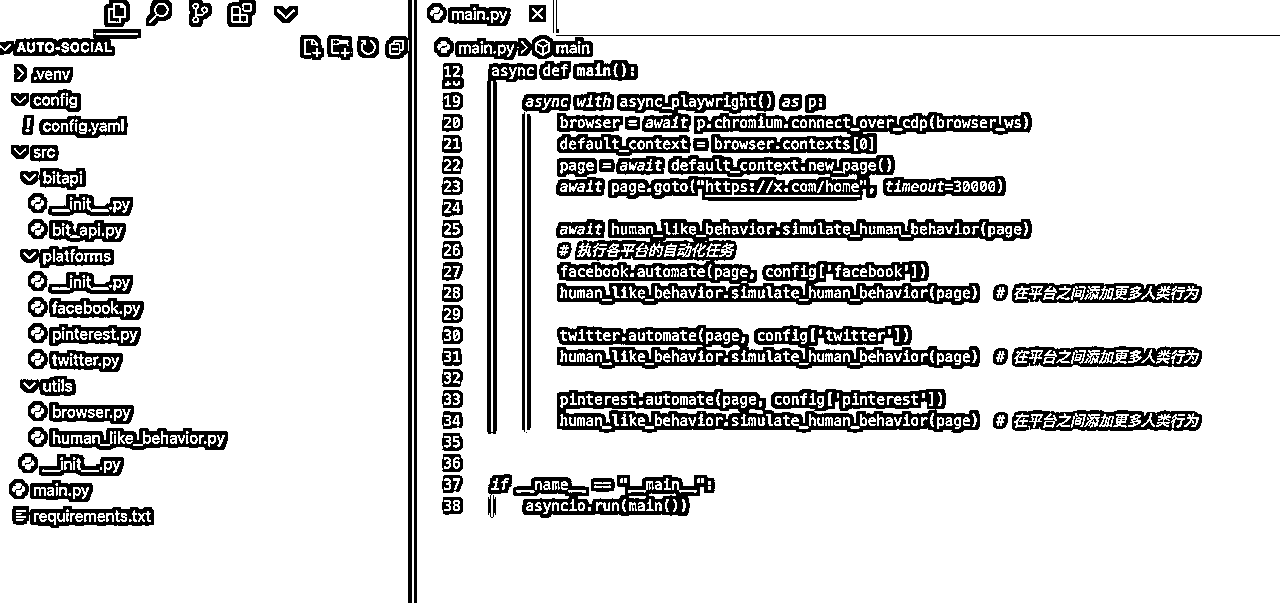 AUTO-SOCIAL
.venv
config
config.yaml
src
bitapi
__init__.py
bit_api.py
platforms
__init__.py
facebook.py
pinterest.py
twitter.py
utils
browser.py
human_like_behavior.py
__init__.py
main.py
requirements.txt
main.py
main.py > main
12 async def main():
19 async with async_playwright() as p:
20 browser = await p.chromium.connect_over_cdp(browser_ws)
21 default_context = browser.contexts[0]
22 page = await default_context.new_page()
23 await page.goto("https://x.com/home", timeout=30000)
24
25 await human_like_behavior.simulate_human_behavior(page)
26 # 执行各平台的自动化任务
27 facebook.automate(page, config['facebook'])
28 human_like_behavior.simulate_human_behavior(page) # 在平台之间添加更多人类行为
29
30 twitter.automate(page, config['twitter'])
31 human_like_behavior.simulate_human_behavior(page) # 在平台之间添加更多人类行为
32
33 pinterest.automate(page, config['pinterest'])
34 human_like_behavior.simulate_human_behavior(page) # 在平台之间添加更多人类行为
35
36
37 if __name__ == "__main__":
38 asyncio.run(main())